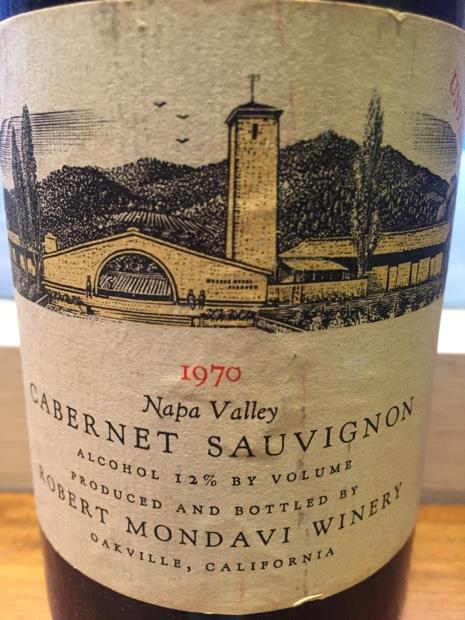 1970
Napa Valley
CABERNET SAUVIGNON
ALCOHOL 12% BY VOLUME
PRODUCED AND BOTTLED BY
ROBERT MONDAVI WINERY
OAKVILLE, CALIFORNIA